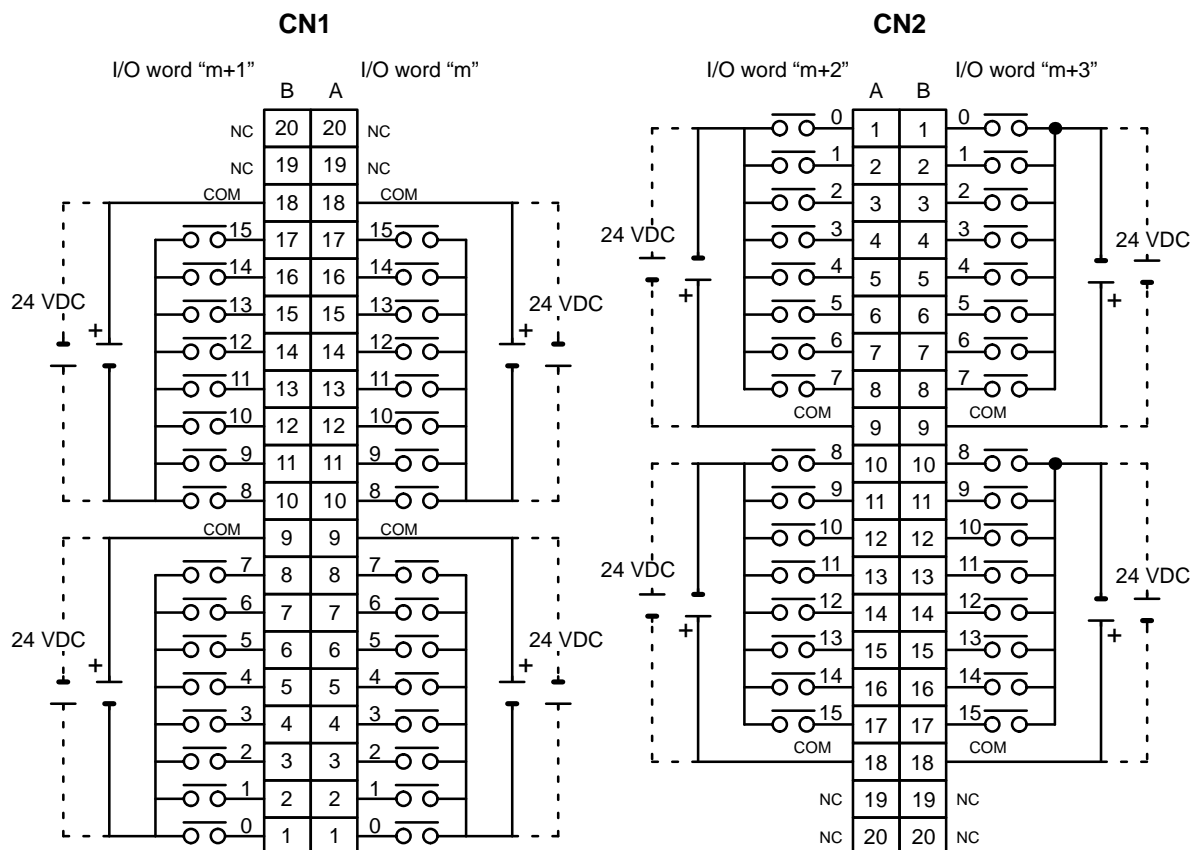 CN1 CN2
I/O word “m+1” I/O word “m” I/O word “m+2” I/O word “m+3”
B A A B
NC 20 20 NC
NC 19 19 NC
COM 18 18 COM
15 17 17 15
14 16 16 14
13 15 15 13
24 VDC + + 24 VDC
12 14 14 12
11 13 13 11
10 12 12 10
9 11 11 9
8 10 10 8
COM 9 9 COM
7 8 8 7
6 7 7 6
5 6 6 5
24 VDC + + 24 VDC
4 5 5 4
3 4 4 3
2 3 3 2
1 2 2 1
0 1 1 0
0 1 1 0
1 2 2 1
2 3 3 2
3 4 4 3
24 VDC + + 24 VDC
4 5 5 4
5 6 6 5
6 7 7 6
7 8 8 7
COM 9 9 COM
8 10 10 8
9 11 11 9
10 12 12 10
11 13 13 11
24 VDC + + 24 VDC
12 14 14 12
13 15 15 13
14 16 16 14
15 17 17 15
COM 18 18 COM
NC 19 19 NC
NC 20 20 NC